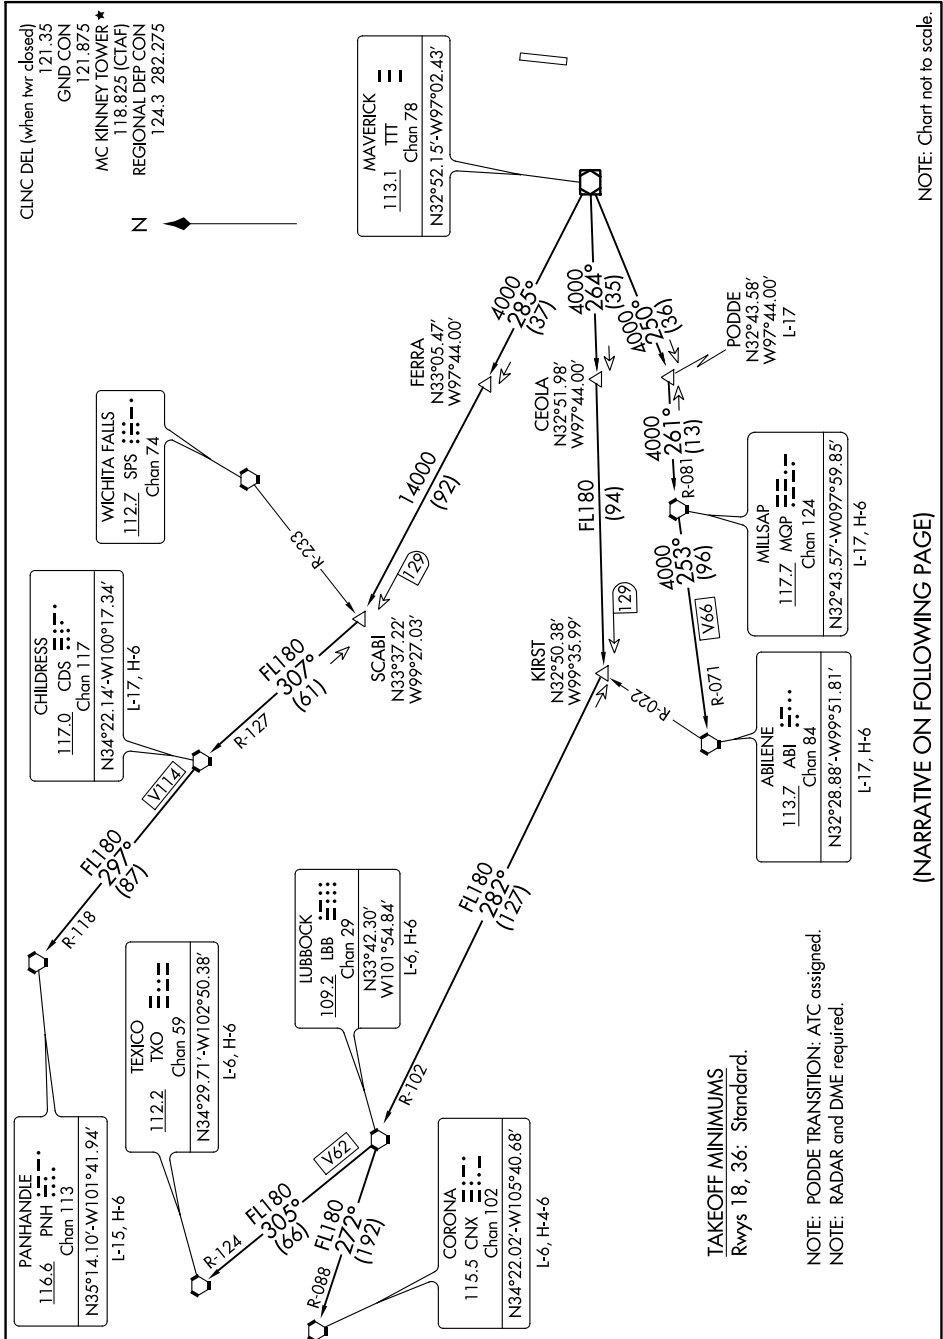 CLNC DEL (when twr closed)
121.35
GND CON
121.875
MC KINNEY TOWER ★
118.825 (CTAF)
REGIONAL DEP CON
124.3 282.275
N
MAVERICK
113.1 TTT
Chan 78
N32°52.15′-W97°02.43′
NOTE: Chart not to scale.
4000
285°
(37)
4000
264°
(35)
4000
250°
(36)
FERRA
N33°05.47′
W97°44.00′
CEOLA
N32°51.98′
W97°44.00′
PODDE
N32°43.58′
W97°44.00′
L-17
WICHITA FALLS
112.7 SPS
Chan 74
R-233
14000
(92)
129
FL180
(94)
129
4000
261°
(13)
R-081
MILLSAP
117.7 MQP
Chan 124
N32°43.57′-W097°59.85′
L-17, H-6
4000
253°
(96)
V66
R-071
SCABI
N33°37.22′
W99°27.03′
KIRST
N32°50.38′
W99°35.99′
R-022
ABILENE
113.7 ABI
Chan 84
N32°28.88′-W99°51.81′
L-17, H-6
CHILDRESS
117.0 CDS
Chan 117
N34°22.14′-W100°17.34′
L-17, H-6
FL180
307°
(61)
R-127
V114
FL180
297°
(87)
R-118
FL180
282°
(127)
R-102
LUBBOCK
109.2 LBB
Chan 29
N33°42.30′
W101°54.84′
L-6, H-6
TEXICO
112.2 TXO
Chan 59
N34°29.71′-W102°50.38′
L-6, H-6
PANHANDLE
116.6 PNH
Chan 113
N35°14.10′-W101°41.94′
L-15, H-6
V62
FL180
305°
(66)
R-124
FL180
272°
(192)
R-088
CORONA
115.5 CNX
Chan 102
N34°22.02′-W105°40.68′
L-6, H-4-6
TAKEOFF MINIMUMS
Rwys 18, 36: Standard.
NOTE: PODDE TRANSITION: ATC assigned.
NOTE: RADAR and DME required.
(NARRATIVE ON FOLLOWING PAGE)